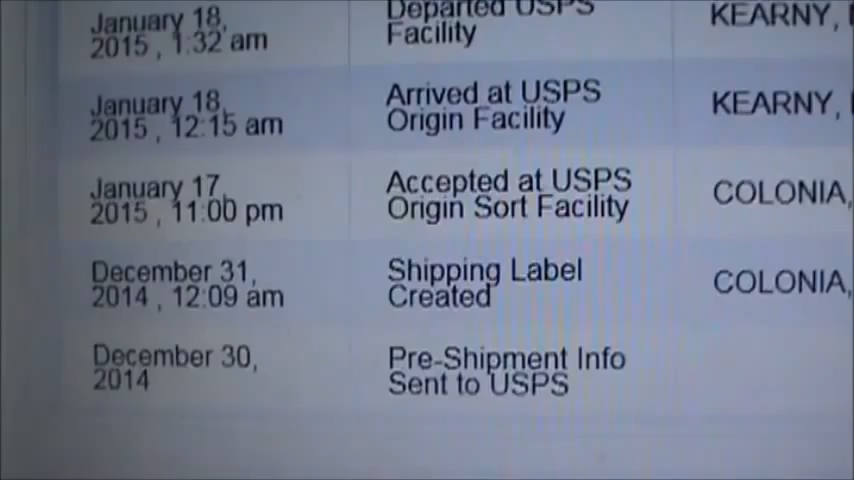 January 18,
2015 , 1:32 am
Departed USPS
Facility
KEARNY,
January 18,
2015 , 12:15 am
Arrived at USPS
Origin Facility
KEARNY,
January 17,
2015 , 11:00 pm
Accepted at USPS
Origin Sort Facility
COLONIA,
December 31,
2014 , 12:09 am
Shipping Label
Created
COLONIA,
December 30,
2014
Pre-Shipment Info
Sent to USPS